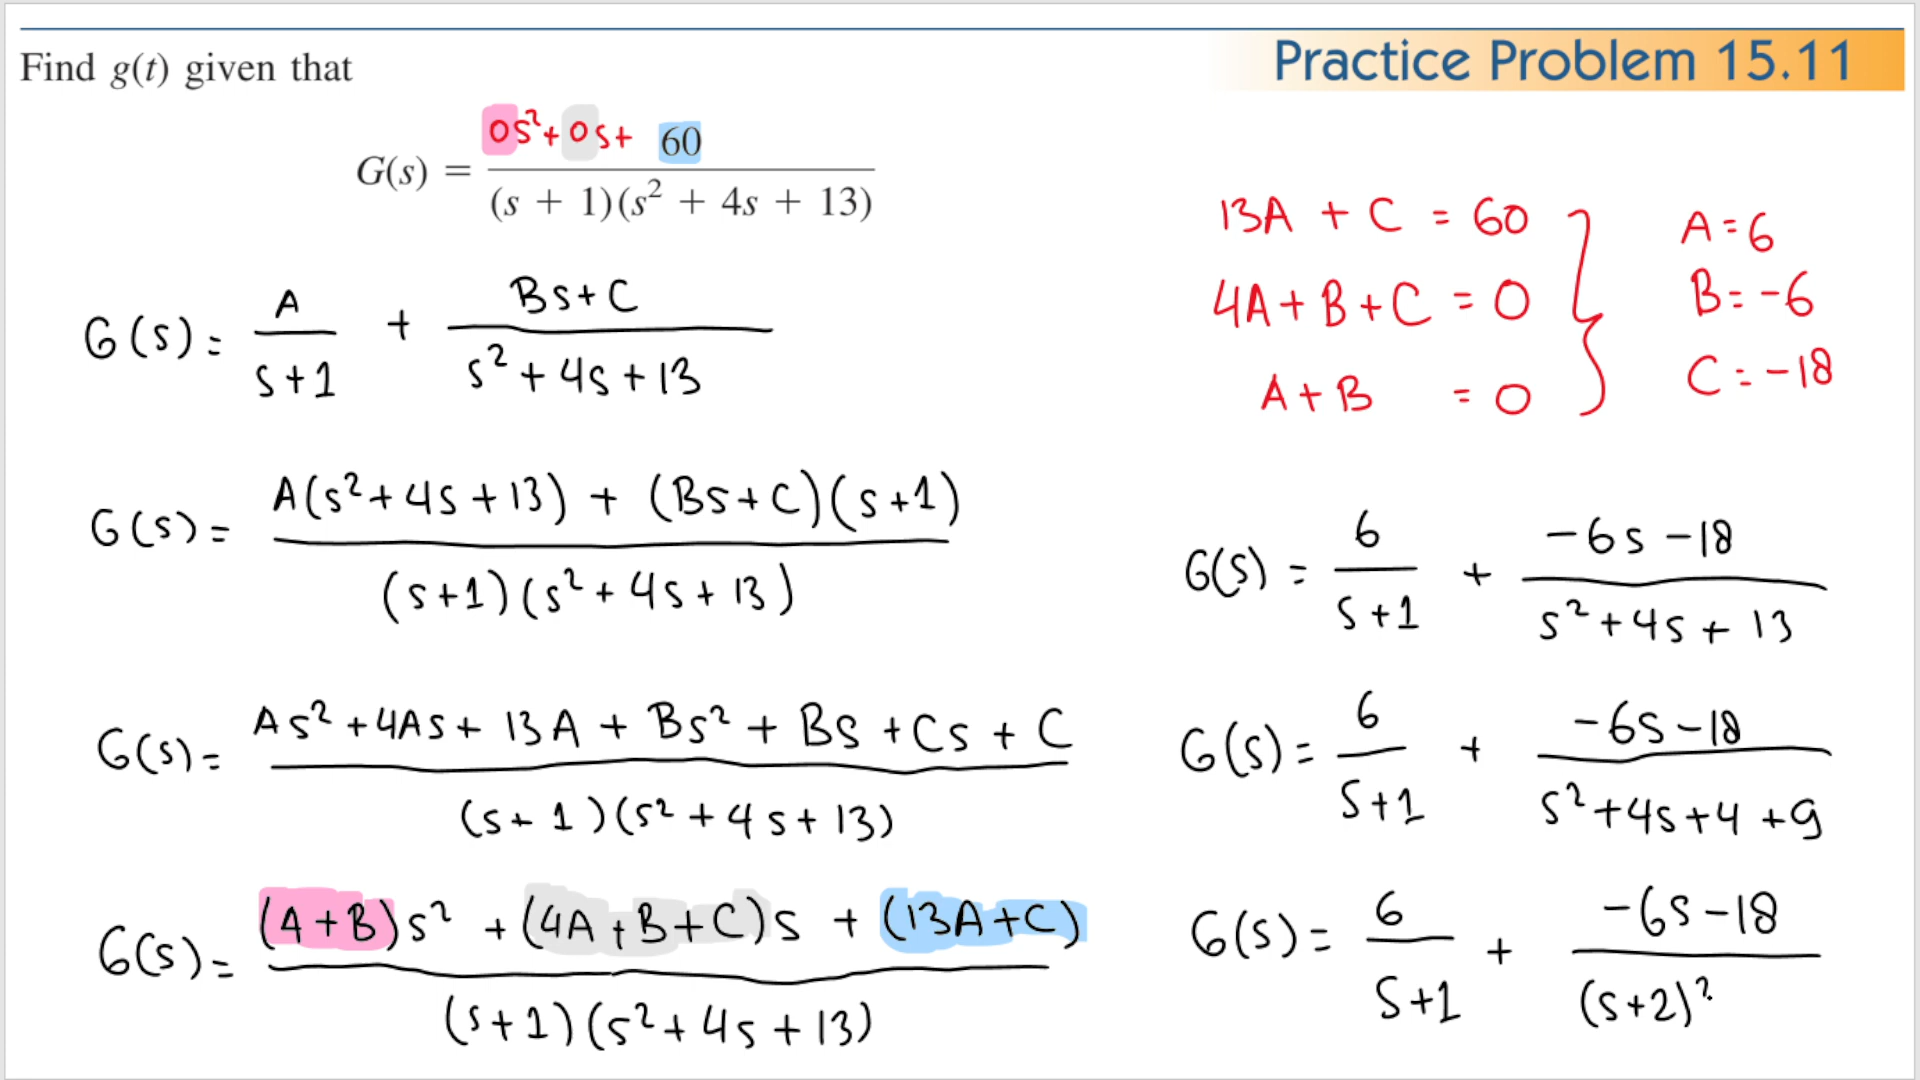 Find g(t) given that
Practice Problem 15.11
G(s) = (0s²+0s+ 60) / ((s + 1)(s² + 4s + 13))
G(s) = A/(s+1) + (Bs+C)/(s²+4s+13)
G(s) = (A(s²+4s+13) + (Bs+C)(s+1)) / ((s+1)(s²+4s+13))
G(s) = (As²+4As+13A+Bs²+Bs+Cs+C) / ((s+1)(s²+4s+13))
G(s) = ((A+B)s²+(4A+B+C)s+(13A+C)) / ((s+1)(s²+4s+13))
13A + C = 60
4A+B+C = 0
A+B = 0
A=6
B=-6
C=-18
G(s) = 6/(s+1) + (-6s-18)/(s²+4s+13)
G(s) = 6/(s+1) + (-6s-18)/(s²+4s+4+9)
G(s) = 6/(s+1) + (-6s-18)/(s+2)²